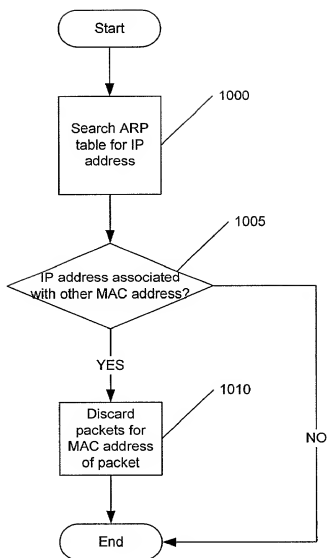 Start
1000
Search ARP
table for IP
address
1005
IP address associated
with other MAC address?
YES
1010
Discard
packets for
MAC address
of packet
NO
End